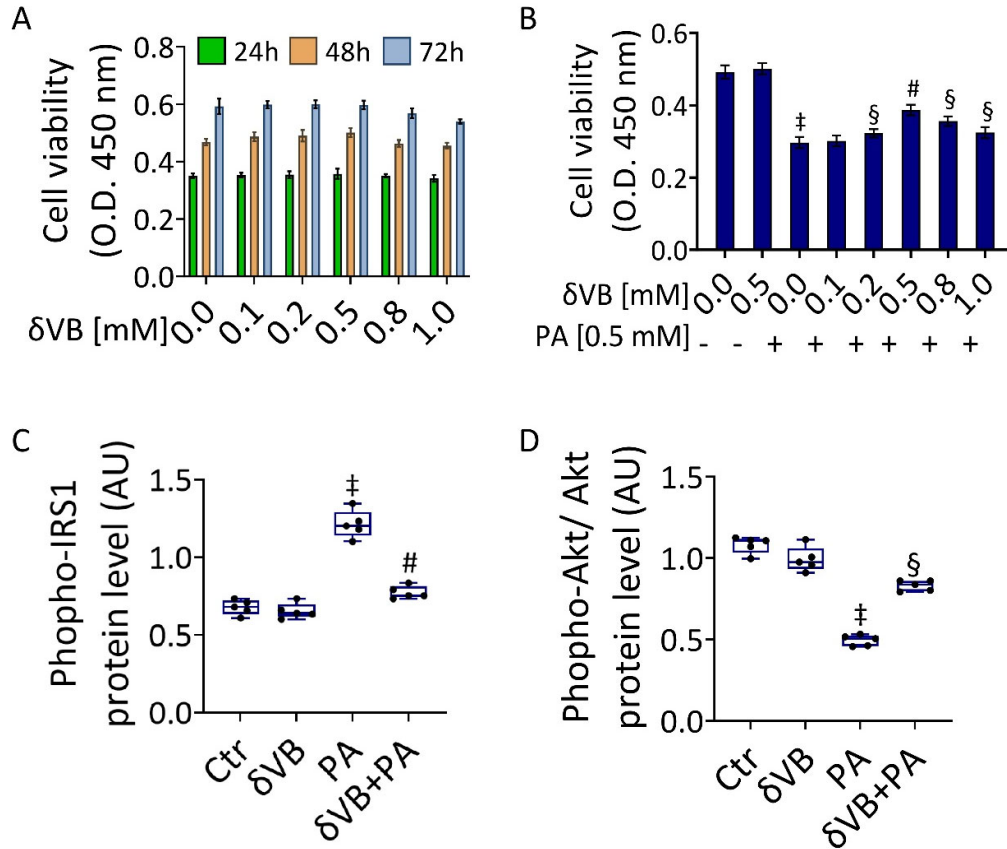 A
Cell viability
(O.D. 450 nm)
24h 48h 72h
0.8
0.6
0.4
0.2
0.0
δVB [mM] 0.0 0.1 0.2 0.5 0.8 1.0
B
Cell viability
(O.D. 450 nm)
0.6
0.4
0.2
0.0
‡ § # § §
δVB [mM] 0.0 0.5 0.0 0.1 0.2 0.5 0.8 1.0
PA [0.5 mM] - - + + + + + +
C
Phopho-IRS1
protein level (AU)
1.5
1.0
0.5
0.0
‡
#
Ctr δVB PA δVB+PA
D
Phopho-Akt/ Akt
protein level (AU)
1.5
1.0
0.5
0.0
§
‡
Ctr δVB PA δVB+PA